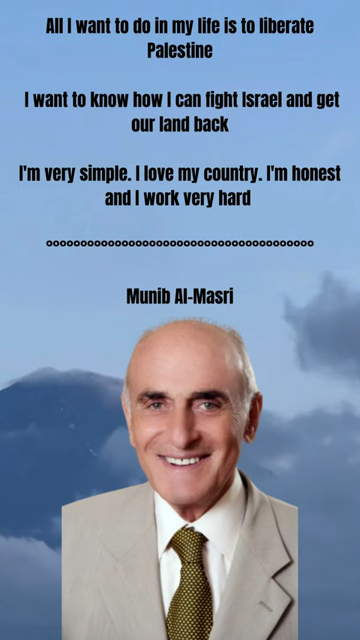 All I want to do in my life is to liberate
Palestine
I want to know how I can fight Israel and get
our land back
I'm very simple. I love my country. I'm honest
and I work very hard
Munib Al-Masri